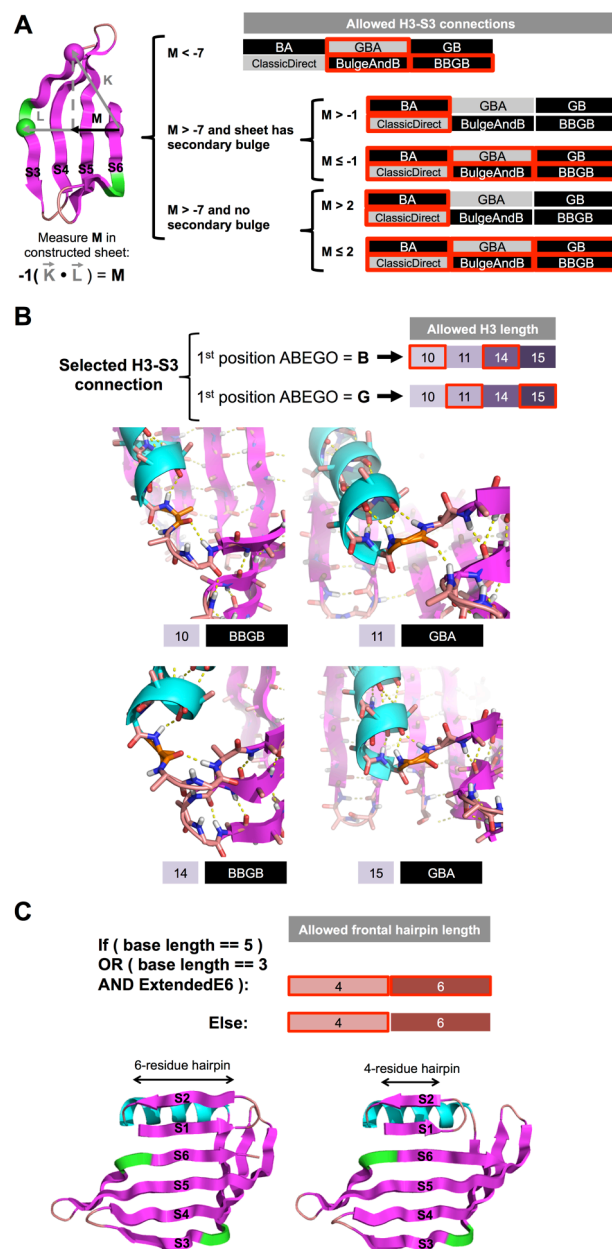 A
Allowed H3-S3 connections
M < -7
BA GBA GB
ClassicDirect BulgeAndB BBGB
K
L
M
S3 S4 S5 S6
M > -7 and sheet has
secondary bulge
M > -1
BA GBA GB
ClassicDirect BulgeAndB BBGB
M ≤ -1
BA GBA GB
ClassicDirect BulgeAndB BBGB
M > -7 and no
secondary bulge
M > 2
BA GBA GB
ClassicDirect BulgeAndB BBGB
M ≤ 2
BA GBA GB
ClassicDirect BulgeAndB BBGB
Measure M in
constructed sheet:
-1( K • L ) = M
B
Allowed H3 length
Selected H3-S3
connection
1st position ABEGO = B
10 11 14 15
1st position ABEGO = G
10 11 14 15
10 BBGB
11 GBA
14 BBGB
15 GBA
C
Allowed frontal hairpin length
If ( base length == 5 )
OR ( base length == 3
AND ExtendedE6 ):
4 6
Else:
4 6
6-residue hairpin
S2
S1
S6
S5
S4
S3
4-residue hairpin
S2
S1
S6
S5
S4
S3